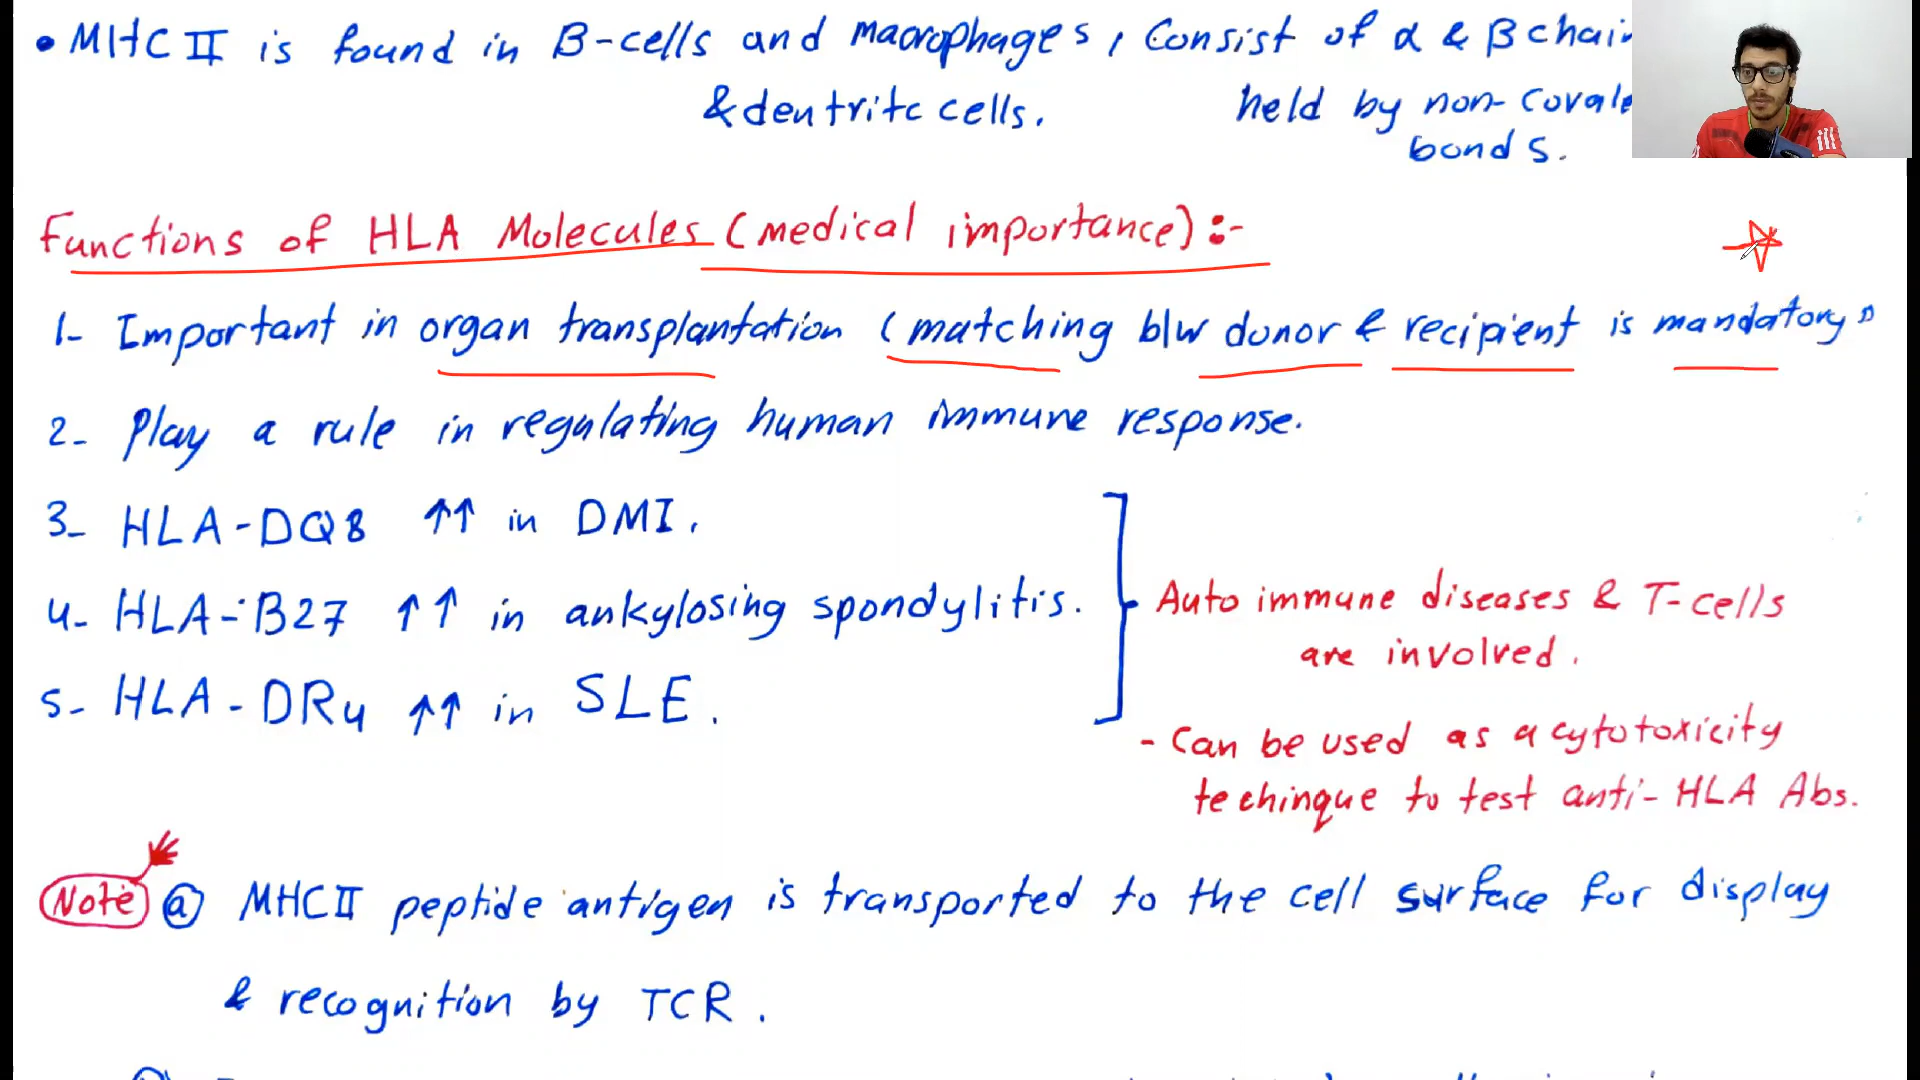 • MHC II is found in B-cells and macrophages, Consist of α & β chain
& dentritc cells. held by non-covale
bonds.
Functions of HLA Molecules (medical importance) :-
1- Important in organ transplantation (matching b/w donor & recipient is mandatory)
2- Play a rule in regulating human immune response.
3- HLA-DQ8 ↑↑ in DMI.
4- HLA-B27 ↑↑ in ankylosing spondylitis.
5- HLA-DR4 ↑↑ in SLE.
Auto immune diseases & T-cells
are involved.
- Can be used as a cytotoxicity
techinque to test anti-HLA Abs.
Note @ MHC II peptide antigen is transported to the cell surface for display
& recognition by TCR.